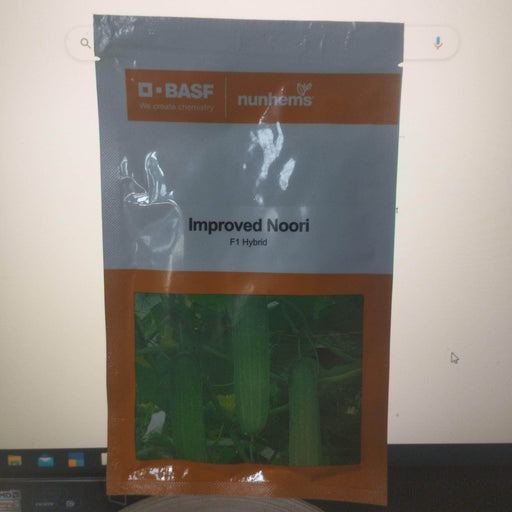 BASF
We create chemistry
nunhems
Improved Noori
F1 Hybrid